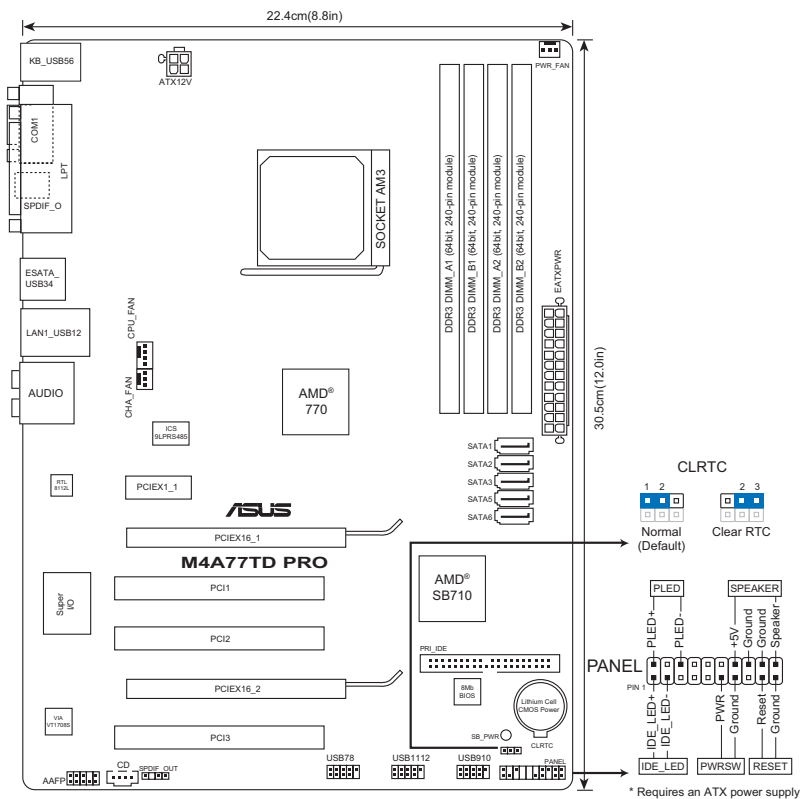 22.4cm(8.8in)
KB_USB56
ATX12V
PWR_FAN
COM1
LPT
SPDIF_O
SOCKET AM3
DDR3 DIMM_A1 (64bit, 240-pin module)
DDR3 DIMM_B1 (64bit, 240-pin module)
DDR3 DIMM_A2 (64bit, 240-pin module)
DDR3 DIMM_B2 (64bit, 240-pin module)
ESATA_
USB34
EATXPWR
LAN1_USB12
CPU_FAN
CHA_FAN
AUDIO
AMD®
770
30.5cm(12.0in)
ICS
9LPRS485
SATA1
SATA2
SATA3
SATA5
SATA6
RTL
8112L
PCIEX1_1
ASUS
PCIEX16_1
M4A77TD PRO
CLRTC
1 2
2 3
Normal
(Default)
Clear RTC
Super
I/O
PCI1
AMD®
SB710
PCI2
PRI_IDE
PCIEX16_2
8Mb
BIOS
Lithium Cell
CMOS Power
VIA
VT1708S
PCI3
SB_PWR
CLRTC
AAFP
CD
SPDIF_OUT
USB78
USB1112
USB910
PANEL
PLED
SPEAKER
PLED+
PLED-
+5V
Ground
Ground
Speaker
PANEL
PIN 1
IDE_LED+
IDE_LED-
PWR
Ground
Reset
Ground
IDE_LED
PWRSW
RESET
* Requires an ATX power supply